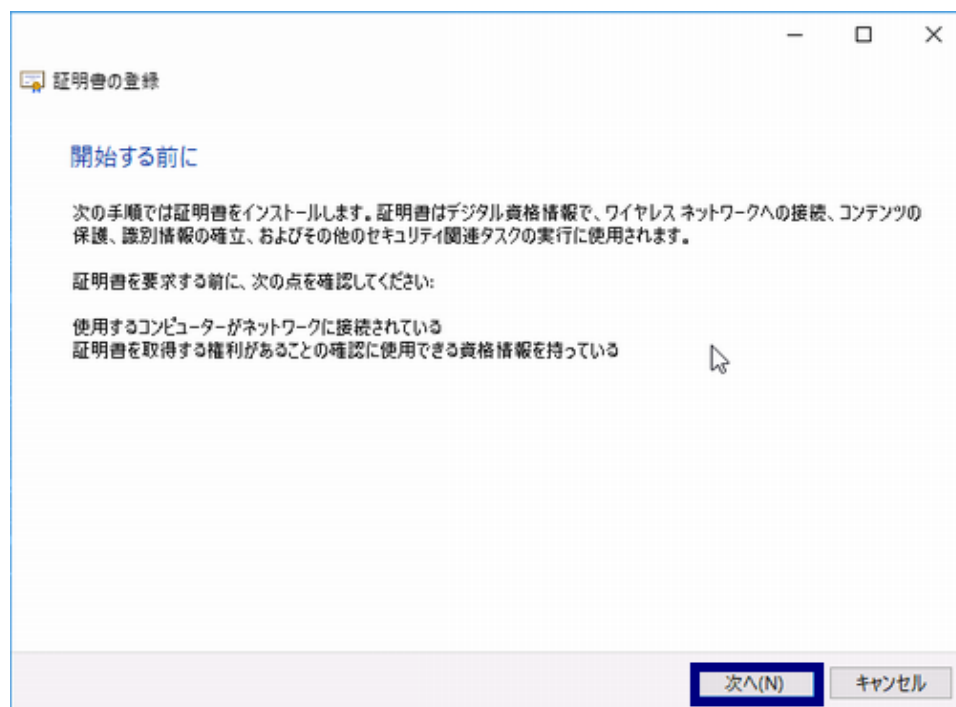 証明書の登録
開始する前に
次の手順では証明書をインストールします。証明書はデジタル資格情報で、ワイヤレス ネットワークへの接続、コンテンツの
保護、識別情報の確立、およびその他のセキュリティ関連タスクの実行に使用されます。
証明書を要求する前に、次の点を確認してください:
使用するコンピューターがネットワークに接続されている
証明書を取得する権利があることの確認に使用できる資格情報を持っている
次へ(N)
キャンセル